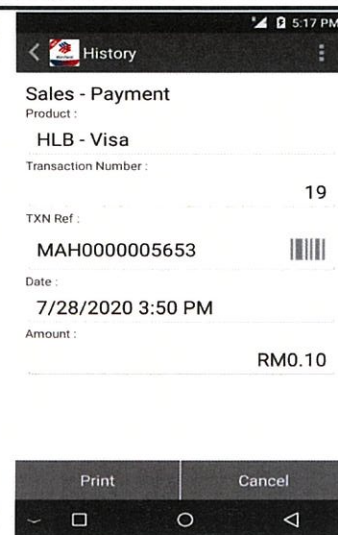 5:17 PM
History
Sales - Payment
Product :
HLB - Visa
Transaction Number :
19
TXN Ref :
MAH0000005653
Date :
7/28/2020 3:50 PM
Amount :
RM0.10
Print
Cancel